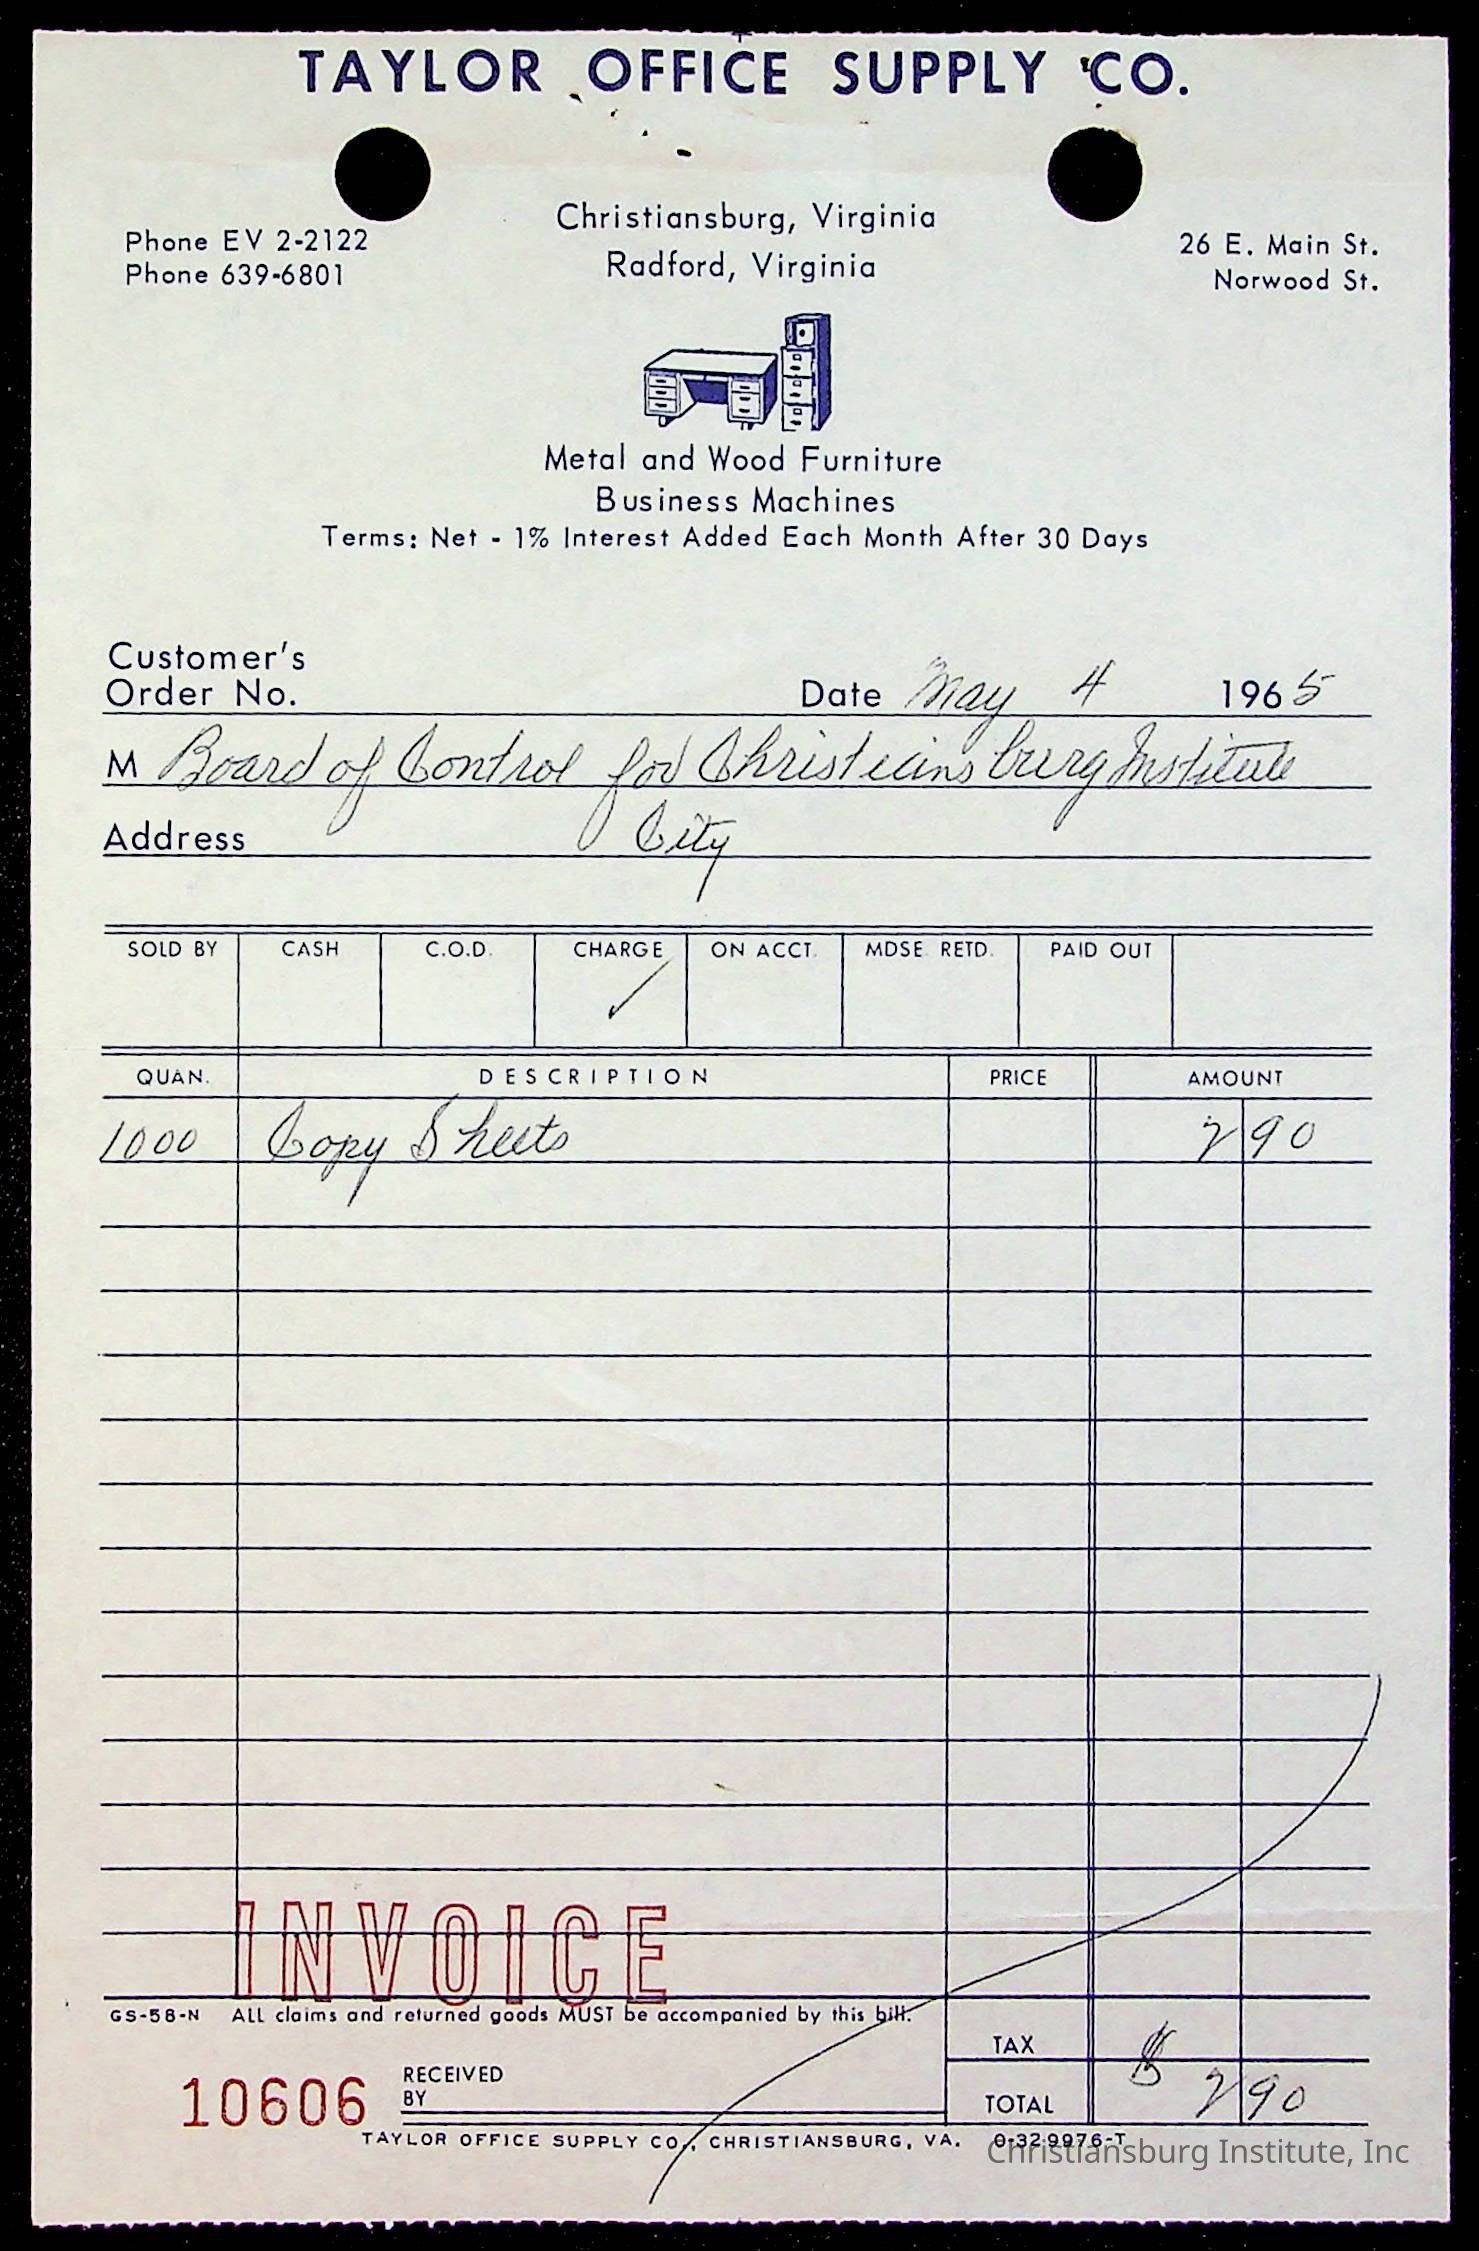 TAYLOR OFFICE SUPPLY CO.
Christiansburg, Virginia
Radford, Virginia
Phone EV 2-2122
Phone 639-6801
26 E. Main St.
Norwood St.
Metal and Wood Furniture
Business Machines
Terms: Net - 1% Interest Added Each Month After 30 Days
Customer's
Order No. Date May 4 1965
M Board of Control for Christiansburg Institute
Address City
SOLD BY CASH C.O.D. CHARGE ON ACCT. MDSE. RETD. PAID OUT
QUAN. DESCRIPTION PRICE AMOUNT
1000 Copy Sheets 2 90
INVOICE
GS-58-N ALL claims and returned goods MUST be accompanied by this bill.
TAX
10606 RECEIVED BY
TOTAL $ 2 90
TAYLOR OFFICE SUPPLY CO., CHRISTIANSBURG, VA. 0-329976-T
Christiansburg Institute, Inc